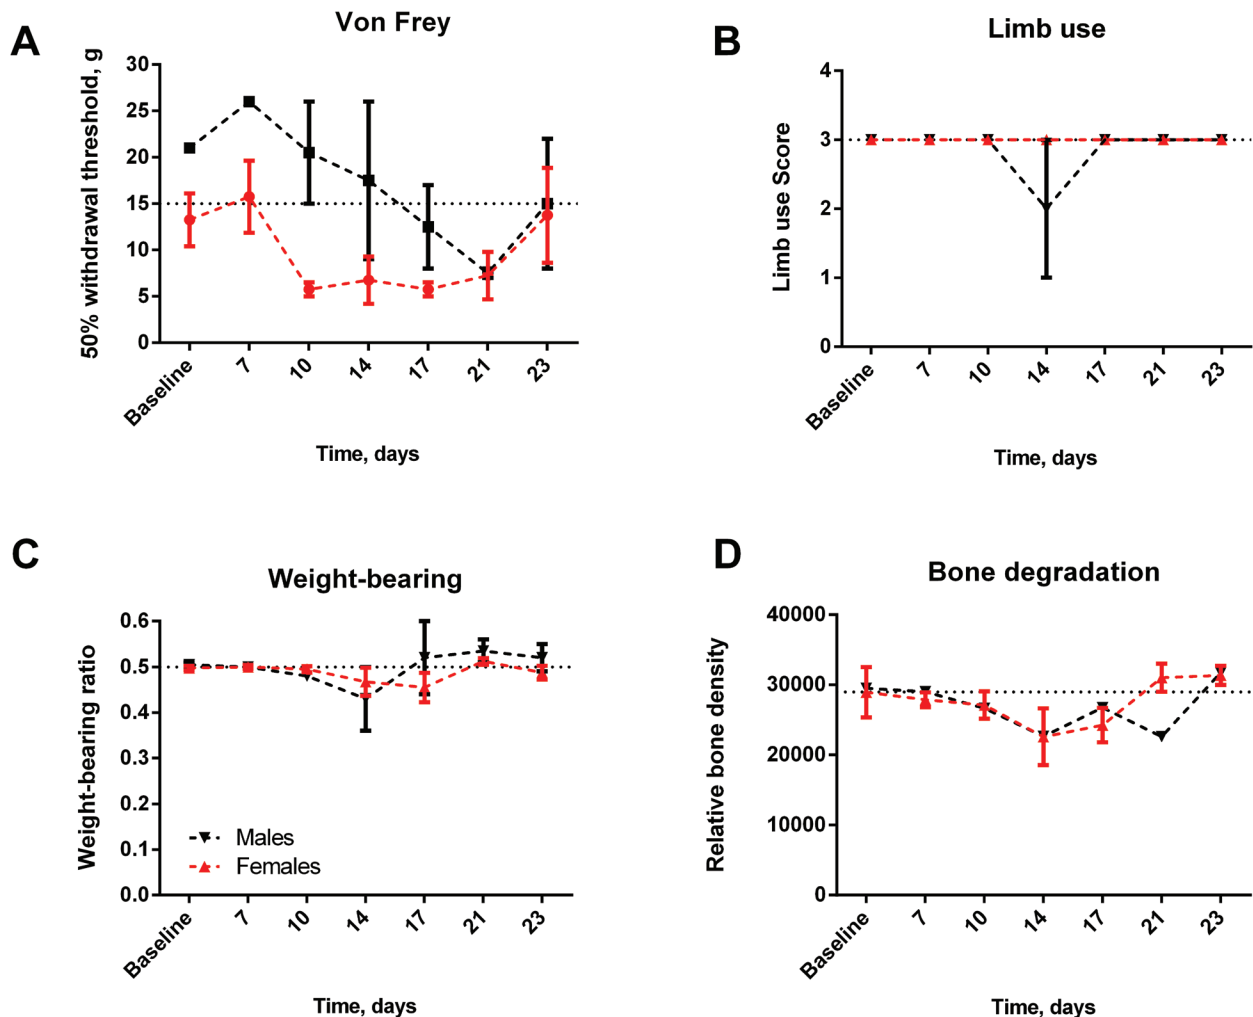 A
Von Frey
50% withdrawal threshold, g
30
25
20
15
10
5
0
Baseline
7
10
14
17
21
23
Time, days
B
Limb use
Limb use Score
4
3
2
1
0
Baseline
7
10
14
17
21
23
Time, days
C
Weight-bearing
Weight-bearing ratio
0.6
0.5
0.4
0.3
0.2
0.1
0.0
Males
Females
Baseline
7
10
14
17
21
23
Time, days
D
Bone degradation
Relative bone density
40000
30000
20000
10000
0
Baseline
7
10
14
17
21
23
Time, days